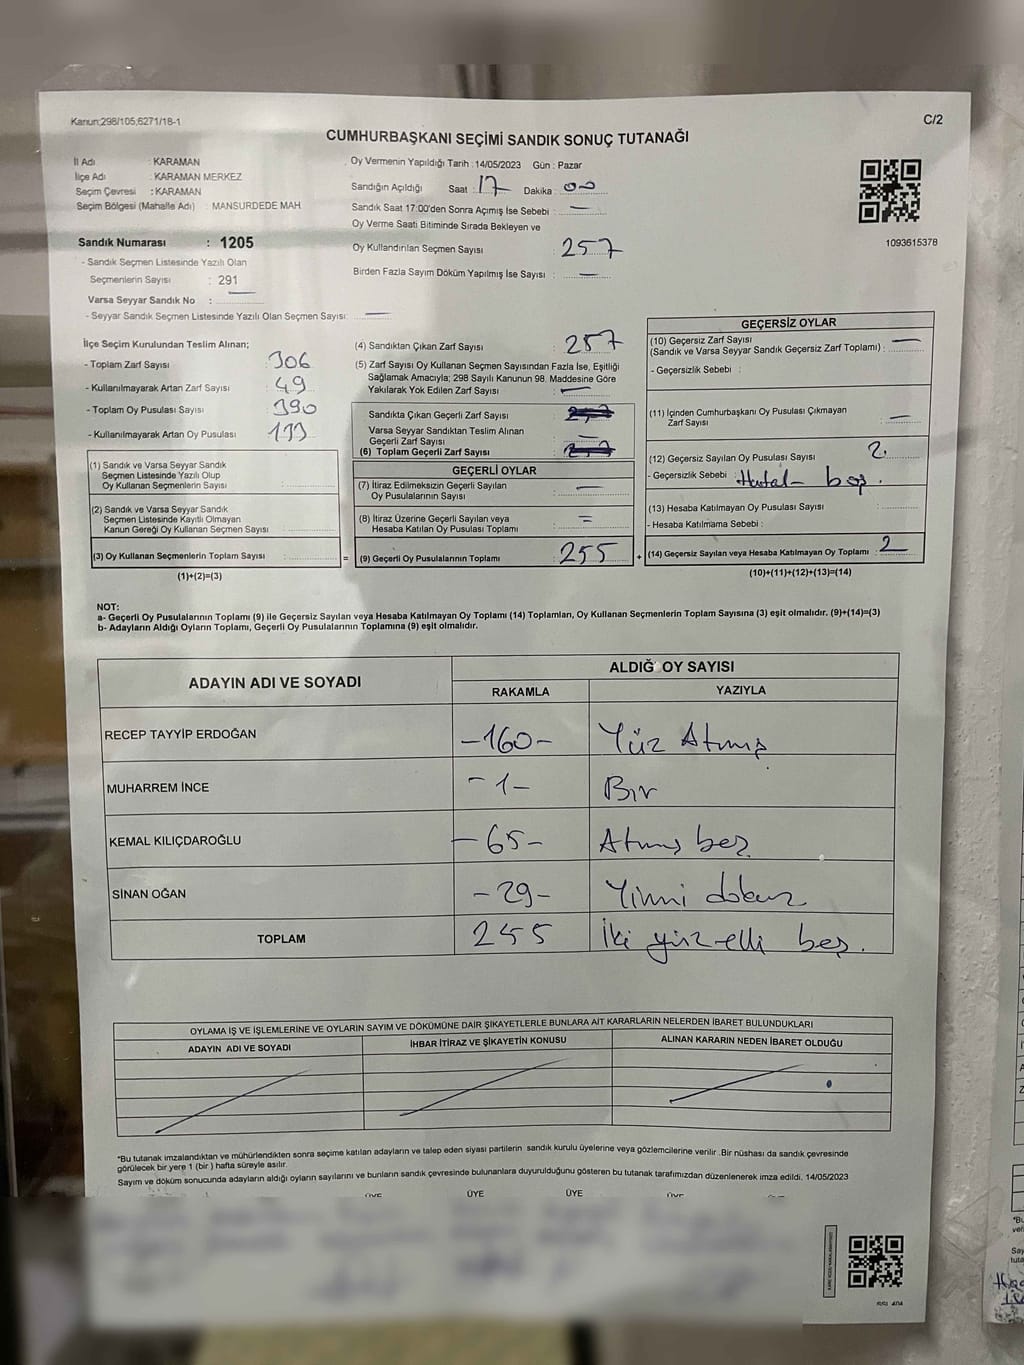 Kanun;298/105;6271/18-1
C/2
CUMHURBAŞKANI SEÇİMİ SANDIK SONUÇ TUTANAĞI
İl Adı : KARAMAN
İlçe Adı : KARAMAN MERKEZ
Seçim Çevresi : KARAMAN
Seçim Bölgesi (Mahalle Adı) : MANSURDEDE MAH.
Sandık Numarası : 1205
- Sandık Seçmen Listesinde Yazılı Olan
Seçmenlerin Sayısı : 291
Varsa Seyyar Sandık No :
- Seyyar Sandık Seçmen Listesinde Yazılı Olan Seçmen Sayısı:
Oy Vermenin Yapıldığı Tarih : 14/05/2023 Gün : Pazar
Sandığın Açıldığı Saat : 17 Dakika : 00
Sandık Saat 17:00'den Sonra Açımış İse Sebebi : —
Oy Verme Saati Bitiminde Sırada Bekleyen ve
Oy Kullandırılan Seçmen Sayısı : 257
Birden Fazla Sayım Döküm Yapılmış İse Sayısı : —
1093615378
İlçe Seçim Kurulundan Teslim Alınan;
- Toplam Zarf Sayısı : 306
- Kullanılmayarak Artan Zarf Sayısı : 49
- Toplam Oy Pusulası Sayısı : 390
- Kullanılmayarak Artan Oy Pusulası : 133
(1) Sandık ve Varsa Seyyar Sandık
Seçmen Listesinde Yazılı Olup
Oy Kullanan Seçmenlerin Sayısı :
(2) Sandık ve Varsa Seyyar Sandık
Seçmen Listesinde Kayıtlı Olmayan
Kanun Gereği Oy Kullanan Seçmen Sayısı :
(3) Oy Kullanan Seçmenlerin Toplam Sayısı :
(1)+(2)=(3)
=
(4) Sandıktan Çıkan Zarf Sayısı : 257
(5) Zarf Sayısı Oy Kullanan Seçmen Sayısından Fazla İse, Eşitliği
Sağlamak Amacıyla; 298 Sayılı Kanunun 98. Maddesine Göre
Yakılarak Yok Edilen Zarf Sayısı : —
Sandıkta Çıkan Geçerli Zarf Sayısı : 257
Varsa Seyyar Sandıktan Teslim Alınan
Geçerli Zarf Sayısı : —
(6) Toplam Geçerli Zarf Sayısı : 257
GEÇERLİ OYLAR
(7) İtiraz Edilmeksizin Geçerli Sayılan
Oy Pusulalarının Sayısı : —
(8) İtiraz Üzerine Geçerli Sayılan veya
Hesaba Katılan Oy Pusulası Toplamı : =
(9) Geçerli Oy Pusulalarının Toplamı : 255
+
GEÇERSİZ OYLAR
(10) Geçersiz Zarf Sayısı
(Sandık ve Varsa Seyyar Sandık Geçersiz Zarf Toplamı) : —
- Geçersizlik Sebebi :
(11) İçinden Cumhurbaşkanı Oy Pusulası Çıkmayan
Zarf Sayısı : —
(12) Geçersiz Sayılan Oy Pusulası Sayısı : 2.
- Geçersizlik Sebebi : Hatal- boş.
(13) Hesaba Katılmayan Oy Pusulası Sayısı :
- Hesaba Katılmama Sebebi :
(14) Geçersiz Sayılan veya Hesaba Katılmayan Oy Toplamı : 2
(10)+(11)+(12)+(13)=(14)
NOT:
a- Geçerli Oy Pusulalarının Toplamı (9) ile Geçersiz Sayılan veya Hesaba Katılmayan Oy Toplamı (14) Toplamları, Oy Kullanan Seçmenlerin Toplam Sayısına (3) eşit olmalıdır. (9)+(14)=(3)
b- Adayların Aldığı Oyların Toplamı, Geçerli Oy Pusulalarının Toplamına (9) eşit olmalıdır.
ADAYIN ADI VE SOYADI
ALDIĞ OY SAYISI
RAKAMLA YAZIYLA
RECEP TAYYİP ERDOĞAN -160- Yüz Atmış
MUHARREM İNCE -1- Bir
KEMAL KILIÇDAROĞLU -65- Atmış beş
SİNAN OĞAN -29- Yirmi dokuz
TOPLAM 255 İki yüz elli beş.
OYLAMA İŞ VE İŞLEMLERİNE VE OYLARIN SAYIM VE DÖKÜMÜNE DAİR ŞİKAYETLERLE BUNLARA AİT KARARLARIN NELERDEN İBARET BULUNDUKLARI
ADAYIN ADI VE SOYADI İHBAR İTİRAZ VE ŞİKAYETİN KONUSU ALINAN KARARIN NEDEN İBARET OLDUĞU
*Bu tutanak imzalandıktan ve mühürlendikten sonra seçime katılan adayların ve talep eden siyasi partilerin sandık kurulu üyelerine veya gözlemcilerine verilir .Bir nüshası da sandık çevresinde
görülecek bir yere 1 (bir ) hafta süreyle asılır.
Sayım ve döküm sonucunda adayların aldığı oyların sayılarını ve bunların sandık çevresinde bulunanlara duyurulduğunu gösteren bu tutanak tarafımızdan düzenlenerek imza edildi. 14/05/2023
ÜYE ÜYE ÜYE ÜYE